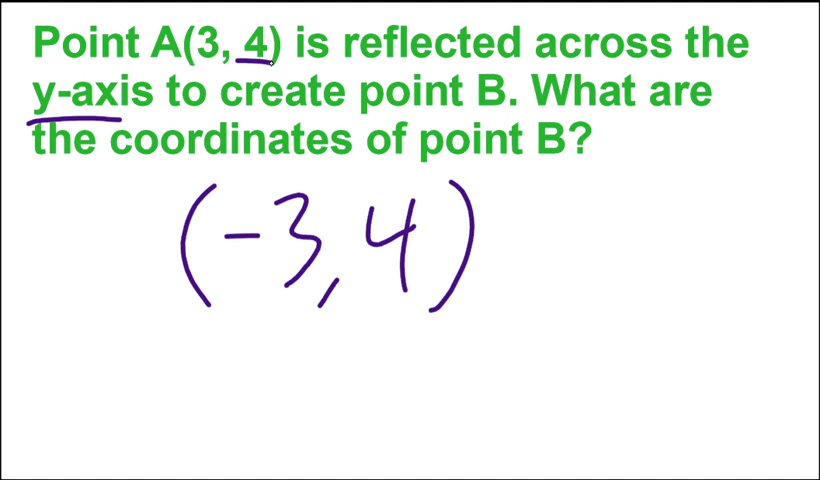 Point A(3, 4) is reflected across the
y-axis to create point B. What are
the coordinates of point B?
(-3, 4)